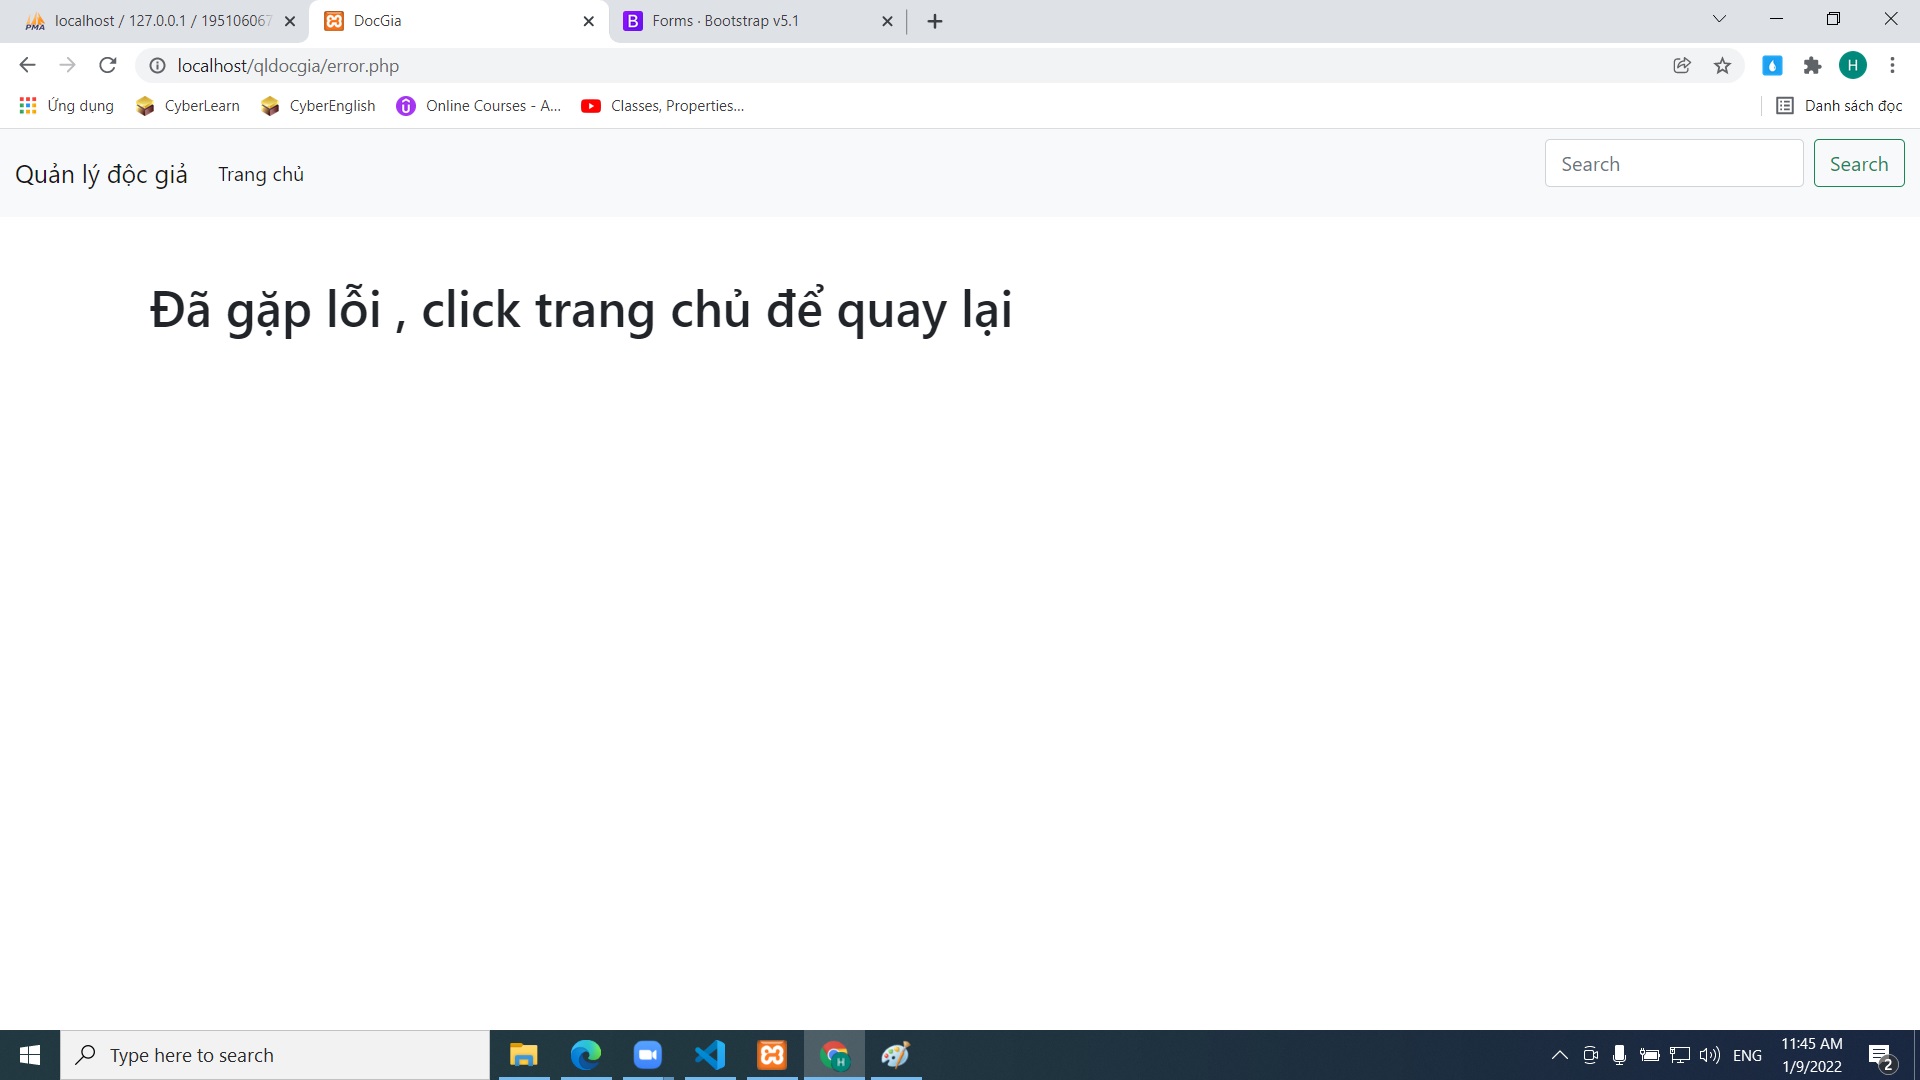 localhost / 127.0.0.1 / 195106067
DocGia
Forms · Bootstrap v5.1
localhost/qldocgia/error.php
H
Ứng dụng
CyberLearn
CyberEnglish
Online Courses - A...
Classes, Properties...
Danh sách đọc
Quản lý độc giả
Trang chủ
Search
Search
Đã gặp lỗi , click trang chủ để quay lại
Type here to search
ENG
11:45 AM
1/9/2022
2